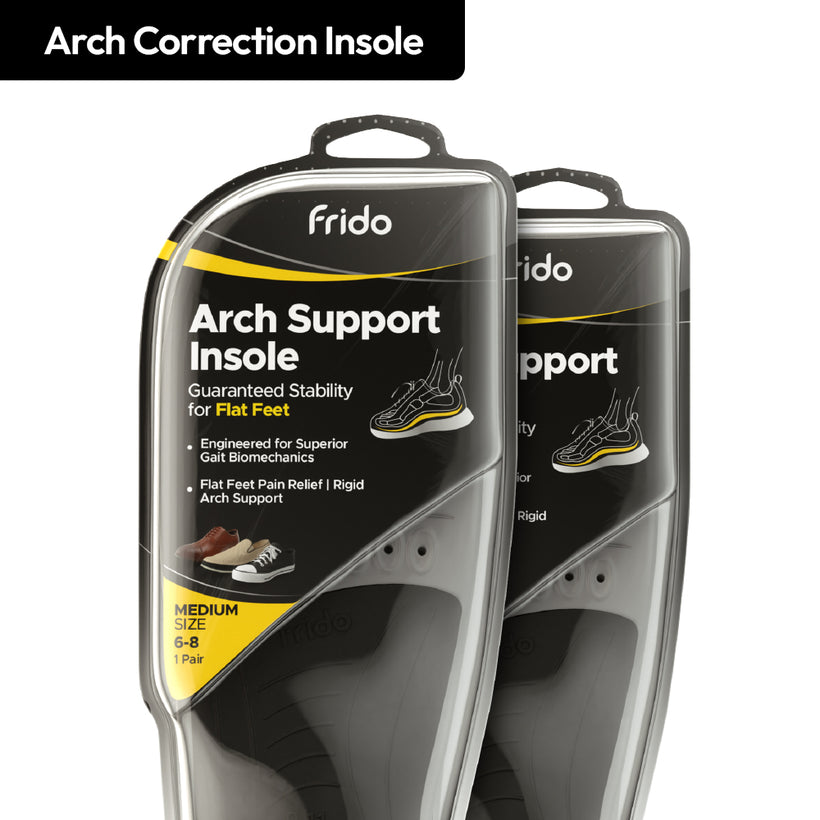 Arch Correction Insole
frido
Arch Support
Insole
Guaranteed Stability
for Flat Feet
• Engineered for Superior
Gait Biomechanics
• Flat Feet Pain Relief | Rigid
Arch Support
MEDIUM
SIZE
6-8
1 Pair
frido
rido
pport
ity
ior
Rigid